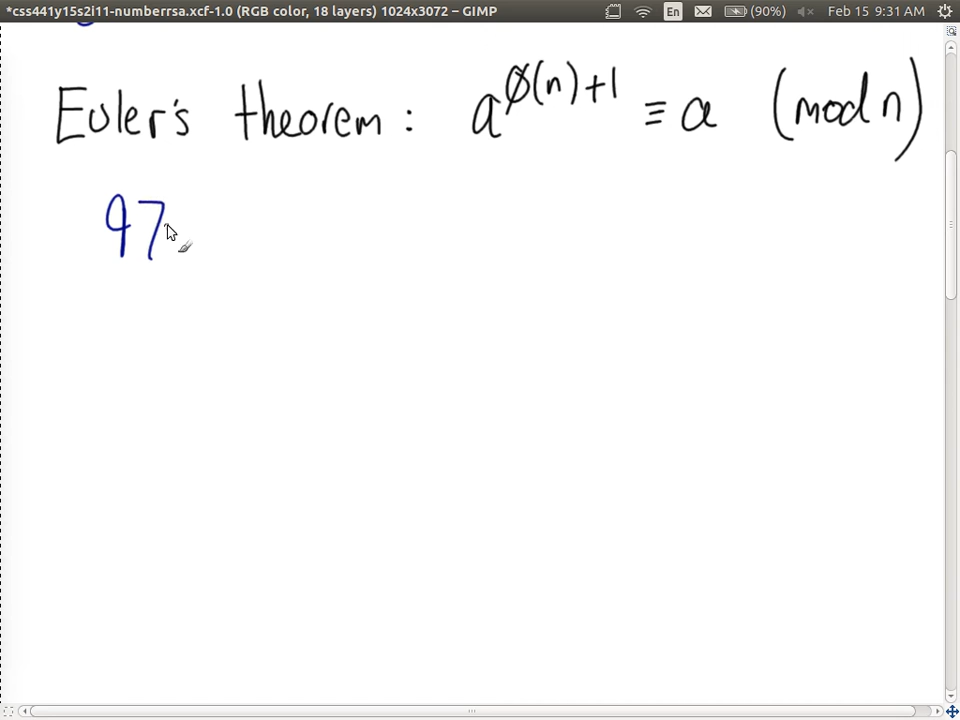 *css441y15s2i11-numberrsa.xcf-1.0 (RGB color, 18 layers) 1024x3072 – GIMP En (90%) Feb 15 9:31 AM
Euler's theorem: a^ø(n)+1 ≡ a (mod n)
97